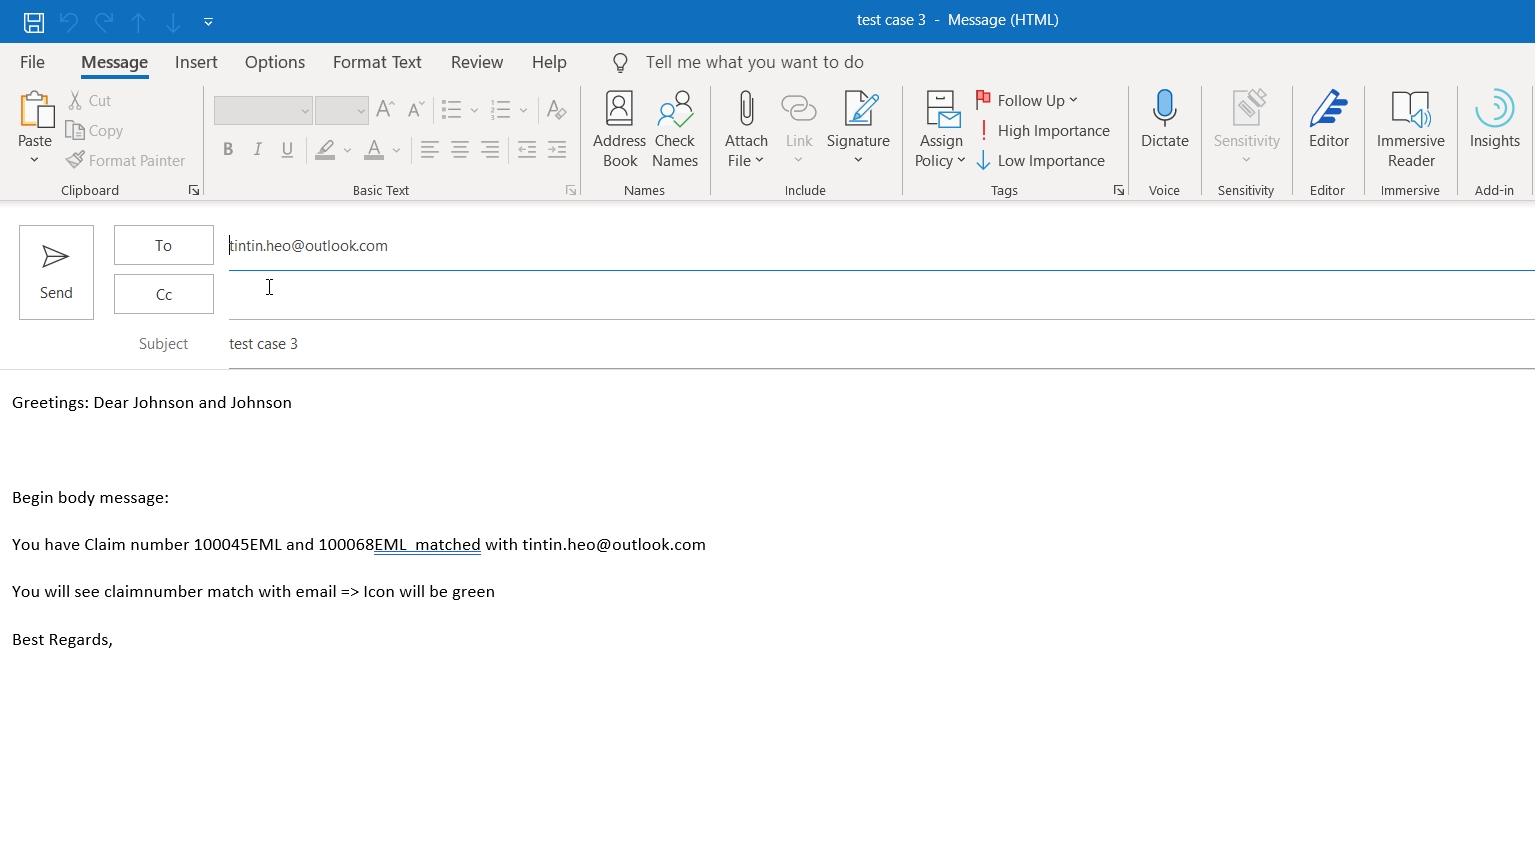 test case 3 - Message (HTML)
File Message Insert Options Format Text Review Help Tell me what you want to do
Paste
Cut
Copy
Format Painter
Clipboard
B I U A
Basic Text
Address Book
Check Names
Names
Attach File
Link
Signature
Include
Assign Policy
Follow Up
High Importance
Low Importance
Tags
Dictate
Voice
Sensitivity
Sensitivity
Editor
Editor
Immersive Reader
Immersive
Insights
Add-in
Send
To tintin.heo@outlook.com
Cc
Subject test case 3
Greetings: Dear Johnson and Johnson
Begin body message:
You have Claim number 100045EML and 100068EML matched with tintin.heo@outlook.com
You will see claimnumber match with email => Icon will be green
Best Regards,